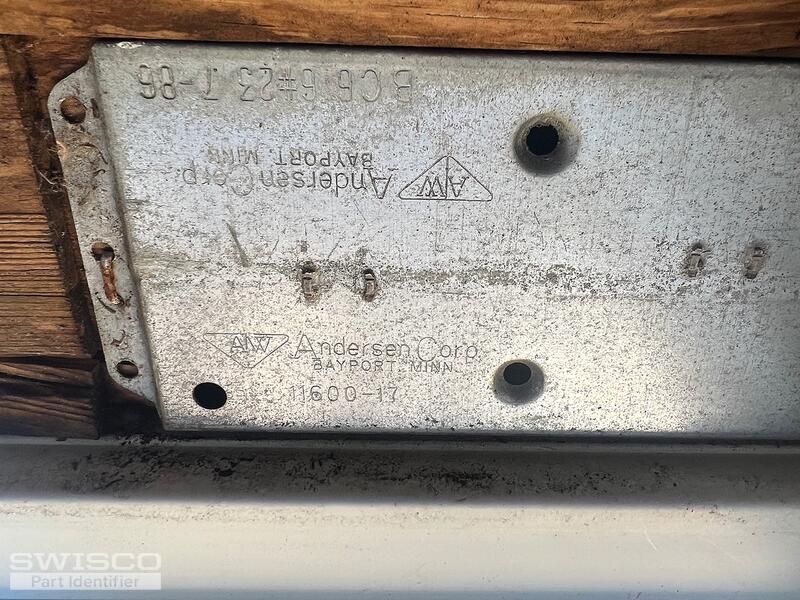 BC6 6#23 7-86
Andersen Corp.
BAYPORT, MINN.
AW
AW
Andersen Corp.
BAYPORT, MINN.
11600-17
SWISCO
Part Identifier